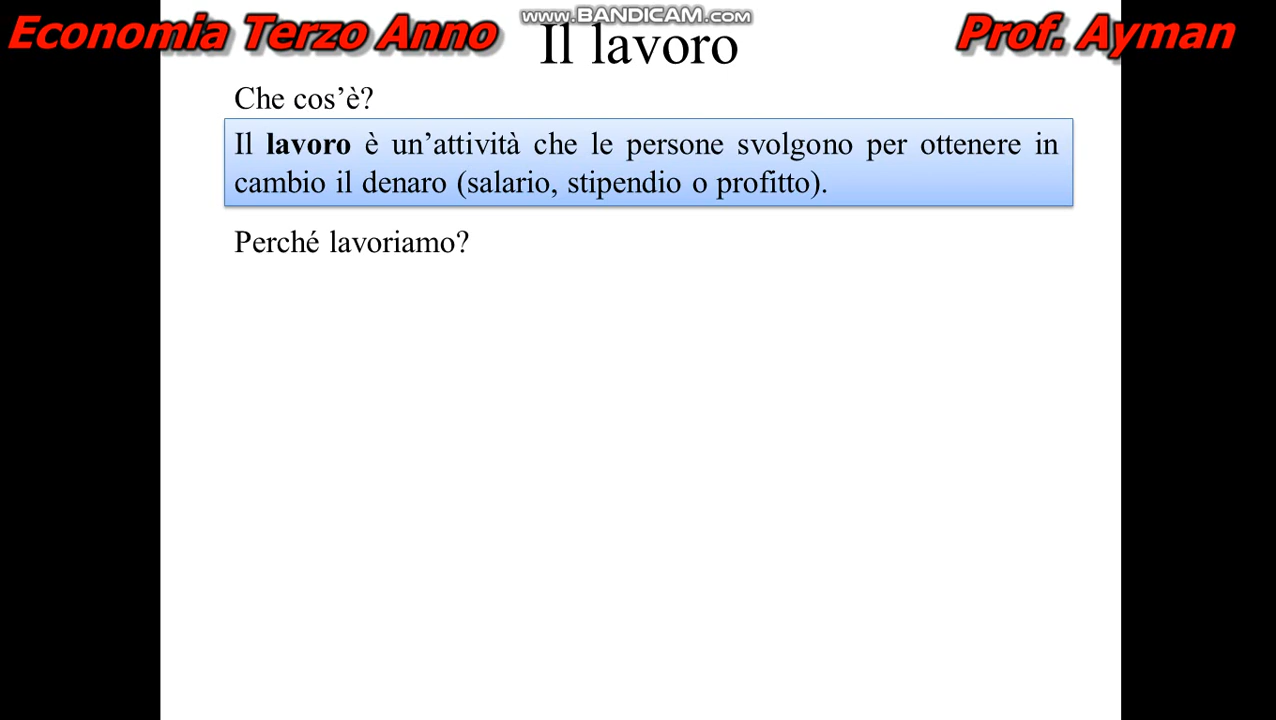 www.BANDICAM.com
Economia Terzo Anno
Prof. Ayman
Il lavoro
Che cos’è?
Il lavoro è un’attività che le persone svolgono per ottenere in
cambio il denaro (salario, stipendio o profitto).
Perché lavoriamo?